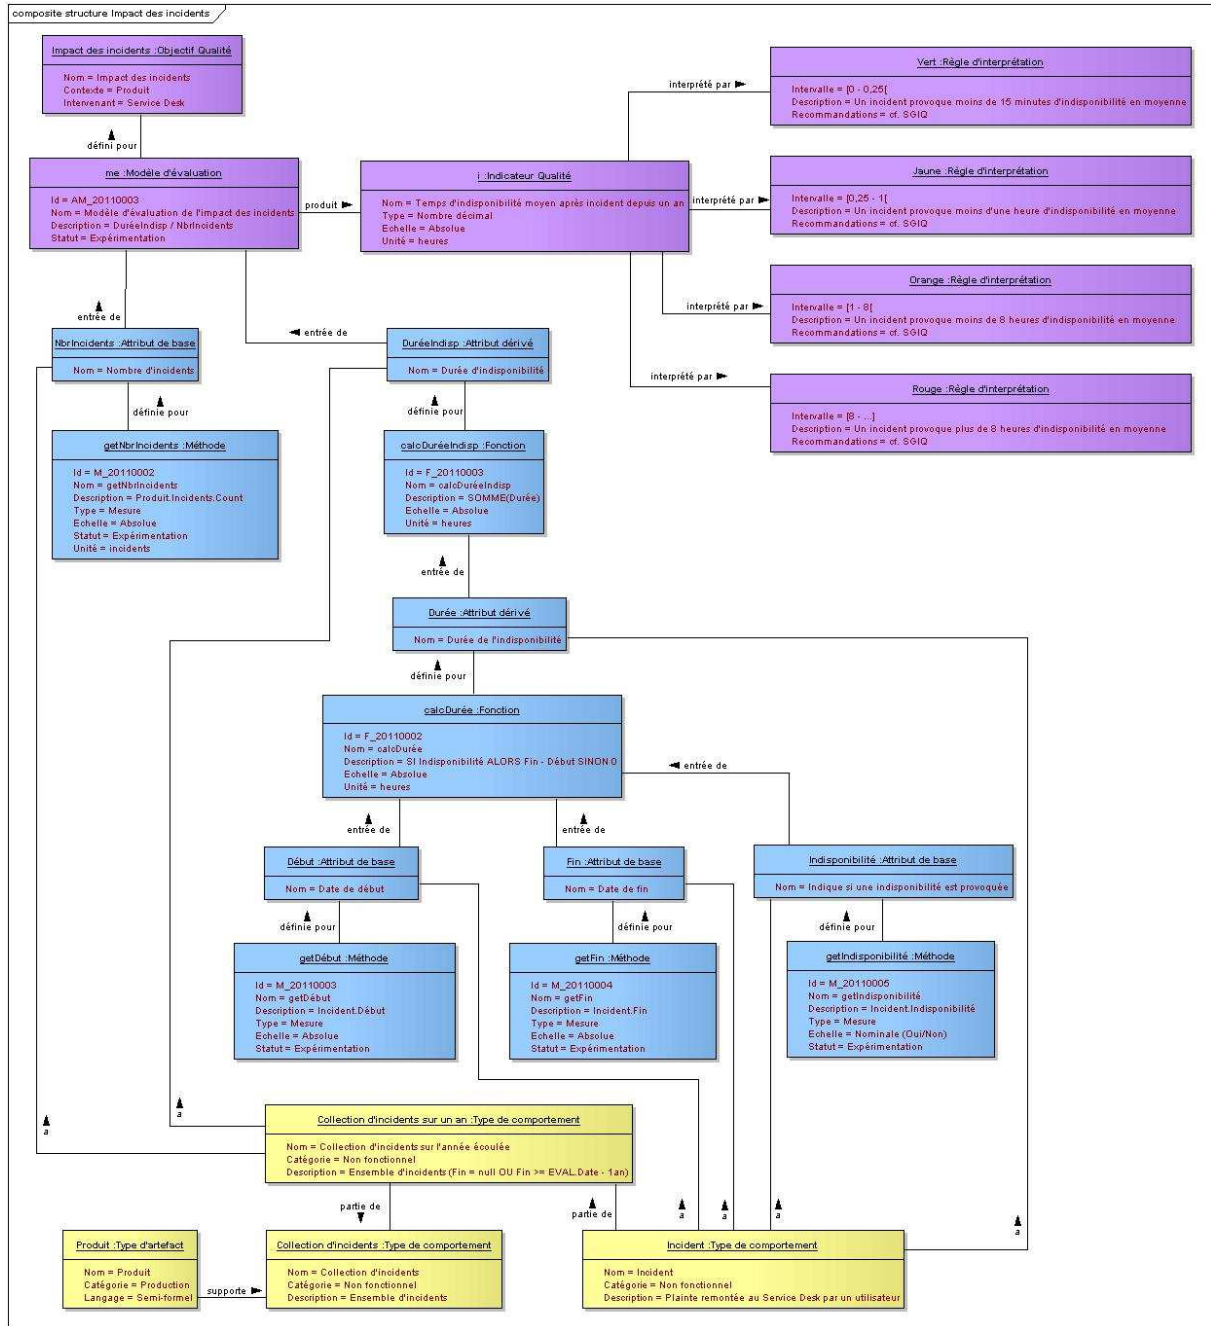 composite structure Impact des incidents
Impact des incidents :Objectif Qualité
Nom = Impact des incidents
Contexte = Produit
Intervenant = Service Desk
défini pour
me :Modèle d'évaluation
Id = AM_20110003
Nom = Modèle d'évaluation de l'impact des incidents
Description = DuréeIndisp / NbrIncidents
Statut = Expérimentation
produit
i :Indicateur Qualité
Nom = Temps d'indisponibilité moyen après incident depuis un an
Type = Nombre décimal
Echelle = Absolue
Unité = heures
interprété par
Vert :Règle d'interprétation
Intervalle = [0 - 0,25[
Description = Un incident provoque moins de 15 minutes d'indisponibilité en moyenne
Recommandations = cf. SGIQ
interprété par
Jaune :Règle d'interprétation
Intervalle = [0,25 - 1[
Description = Un incident provoque moins d'une heure d'indisponibilité en moyenne
Recommandations = cf. SGIQ
interprété par
Orange :Règle d'interprétation
Intervalle = [1 - 8[
Description = Un incident provoque moins de 8 heures d'indisponibilité en moyenne
Recommandations = cf. SGIQ
interprété par
Rouge :Règle d'interprétation
Intervalle = [8 - ...]
Description = Un incident provoque plus de 8 heures d'indisponibilité en moyenne
Recommandations = cf. SGIQ
entrée de
entrée de
NbrIncidents :Attribut de base
Nom = Nombre d'incidents
DuréeIndisp :Attribut dérivé
Nom = Durée d'indisponibilité
définie pour
définie pour
getNbrIncidents :Méthode
Id = M_20110002
Nom = getNbrIncidents
Description = Produit.Incidents.Count
Type = Mesure
Echelle = Absolue
Statut = Expérimentation
Unité = incidents
calcDuréeIndisp :Fonction
Id = F_20110003
Nom = calcDuréeIndisp
Description = SOMME(Durée)
Echelle = Absolue
Unité = heures
entrée de
Durée :Attribut dérivé
Nom = Durée de l'indisponibilité
définie pour
calcDurée :Fonction
Id = F_20110002
Nom = calcDurée
Description = SI Indisponibilité ALORS Fin - Début SINON 0
Echelle = Absolue
Unité = heures
entrée de
entrée de
entrée de
Début :Attribut de base
Nom = Date de début
Fin :Attribut de base
Nom = Date de fin
Indisponibilité :Attribut de base
Nom = Indique si une indisponibilité est provoquée
définie pour
définie pour
définie pour
getDébut :Méthode
Id = M_20110003
Nom = getDébut
Description = Incident.Début
Type = Mesure
Echelle = Absolue
Statut = Expérimentation
getFin :Méthode
Id = M_20110004
Nom = getFin
Description = Incident.Fin
Type = Mesure
Echelle = Absolue
Statut = Expérimentation
getIndisponibilité :Méthode
Id = M_20110005
Nom = getIndisponibilité
Description = Incident.Indisponibilité
Type = Mesure
Echelle = Nominale (Oui/Non)
Statut = Expérimentation
a
a
Collection d'incidents sur un an :Type de comportement
Nom = Collection d'incidents sur l'année écoulée
Catégorie = Non fonctionnel
Description = Ensemble d'incidents (Fin = null OU Fin >= EVAL.Date - 1an)
partie de
partie de
a
a
a
a
Produit :Type d'artefact
Nom = Produit
Catégorie = Production
Langage = Semi-formel
supporte
Collection d'incidents :Type de comportement
Nom = Collection d'incidents
Catégorie = Non fonctionnel
Description = Ensemble d'incidents
Incident :Type de comportement
Nom = Incident
Catégorie = Non fonctionnel
Description = Plainte remontée au Service Desk par un utilisateur